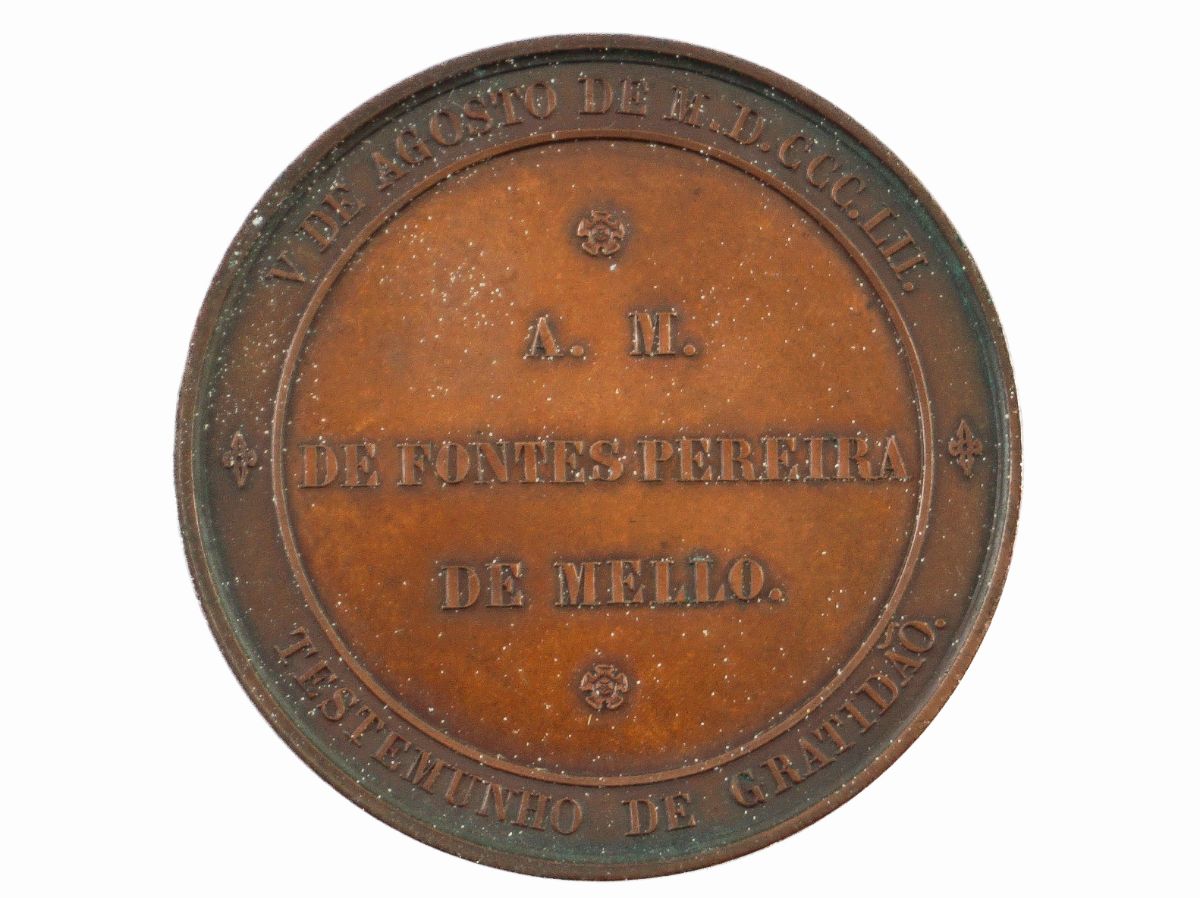 V DE AGOSTO DE M.D.CCC.LII.
A. M.
DE FONTES PEREIRA
DE MELLO.
TESTEMUNHO DE GRATIDÃO.